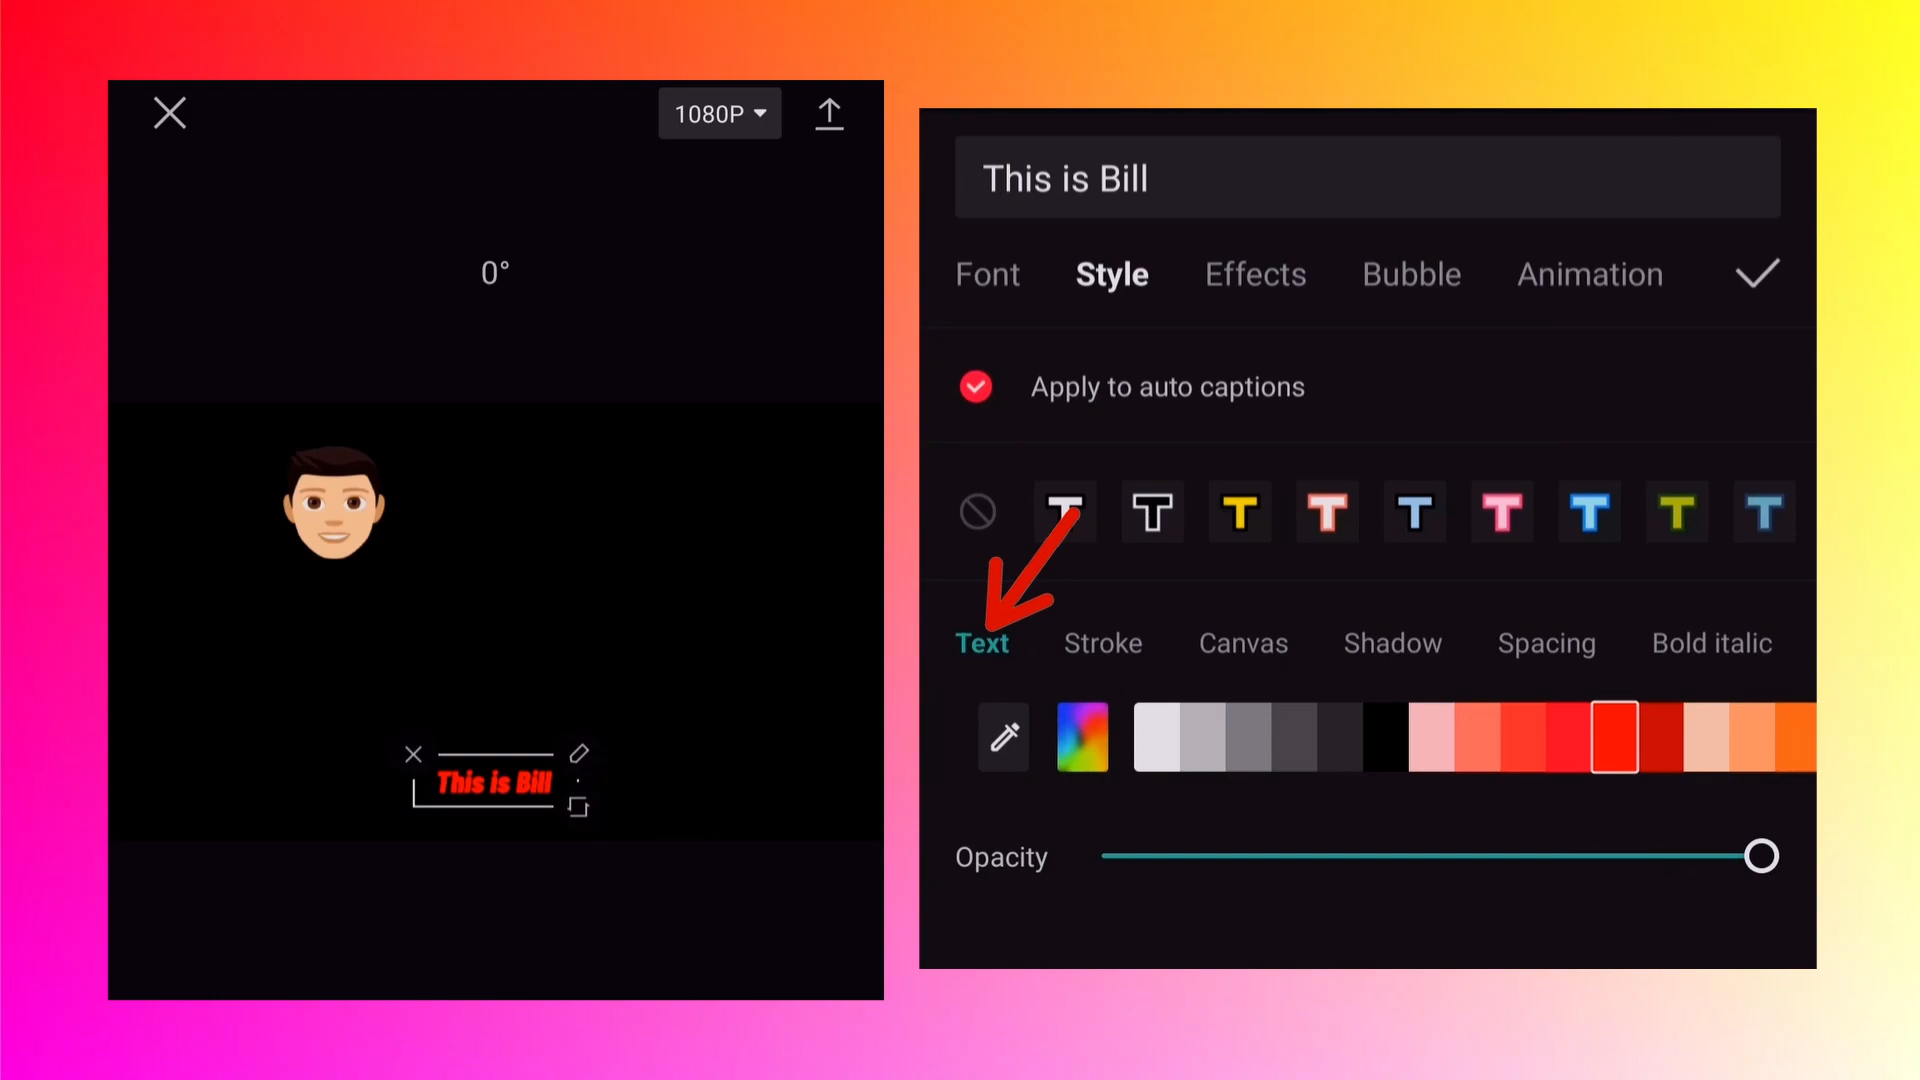 1080P
0°
This is Bill
This is Bill
Font Style Effects Bubble Animation
Apply to auto captions
T T T T T T T T T
Text Stroke Canvas Shadow Spacing Bold italic
Opacity